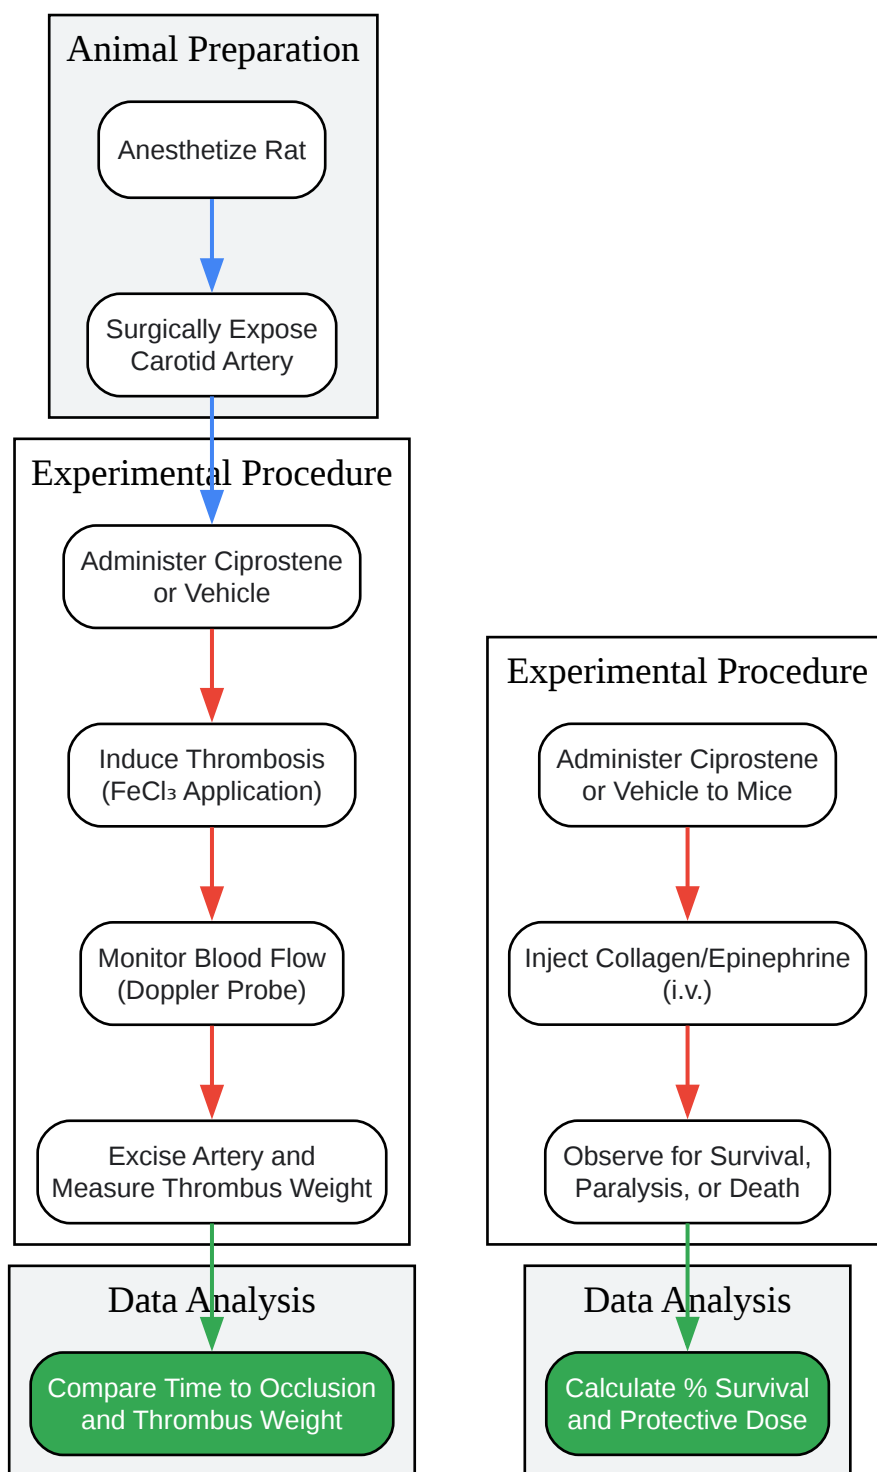 Animal Preparation
Anesthetize Rat
Surgically Expose
Carotid Artery
Experimental Procedure
Administer Ciprostene
or Vehicle
Induce Thrombosis
(FeCl₃ Application)
Monitor Blood Flow
(Doppler Probe)
Excise Artery and
Measure Thrombus Weight
Data Analysis
Compare Time to Occlusion
and Thrombus Weight
Experimental Procedure
Administer Ciprostene
or Vehicle to Mice
Inject Collagen/Epinephrine
(i.v.)
Observe for Survival,
Paralysis, or Death
Data Analysis
Calculate % Survival
and Protective Dose